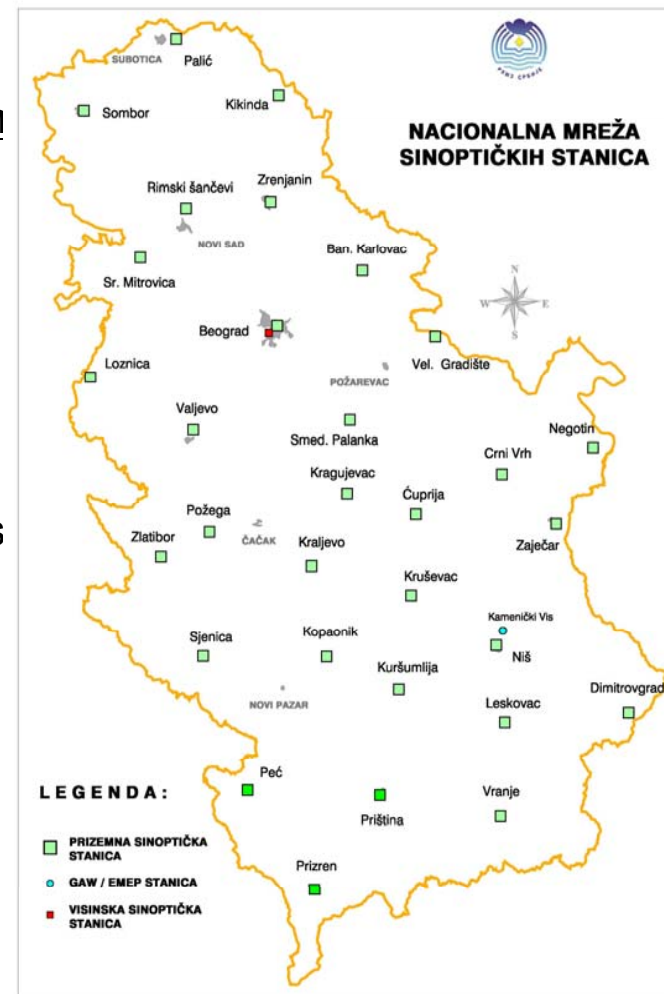 SUBOTICA
Palić
Sombor
Kikinda
NACIONALNA MREŽA
SINOPTIČKIH STANICA
Rimski šančevi
Zrenjanin
NOVI SAD
Ban. Karlovac
Sr. Mitrovica
N
W E
S
Beograd
Vel. Gradište
Loznica
POŽAREVAC
Valjevo
Smed. Palanka
Negotin
Crni Vrh
Kragujevac
Ćuprija
Požega
Zlatibor
ČAČAK
Kraljevo
Zaječar
Kruševac
Kamenički Vis
Niš
Sjenica
Kopaonik
Kuršumlija
Dimitrovgrad
NOVI PAZAR
Leskovac
Peć
Priština
Vranje
Prizren
LEGENDA:
PRIZEMNA SINOPTIČKA
STANICA
GAW / EMEP STANICA
VISINSKA SINOPTIČKA
STANICA